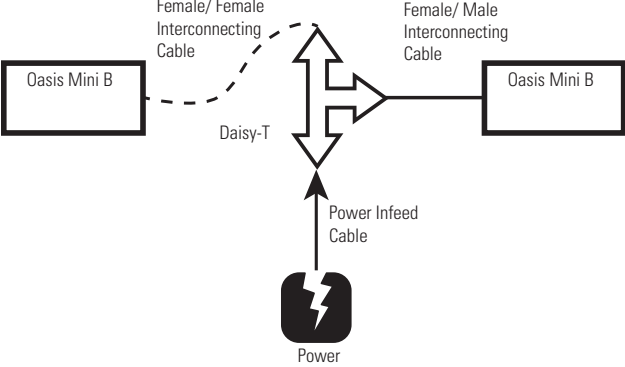 Female/ Female
Interconnecting
Cable
Female/ Male
Interconnecting
Cable
Oasis Mini B
Oasis Mini B
Daisy-T
Power Infeed
Cable
Power